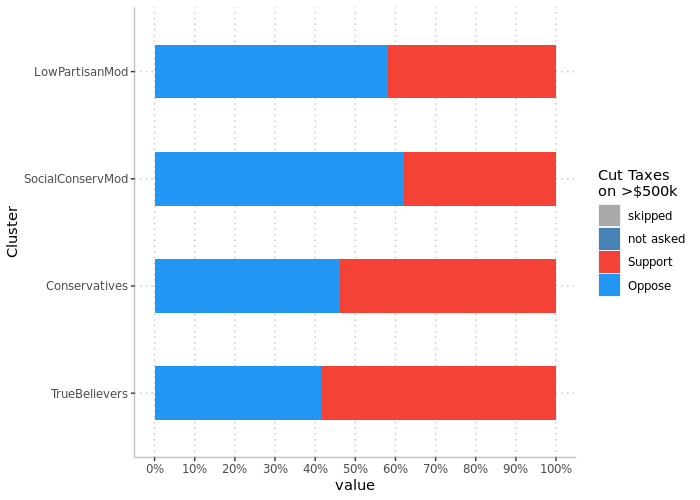 LowPartisanMod
SocialConservMod
Conservatives
TrueBelievers
Cluster
0% 10% 20% 30% 40% 50% 60% 70% 80% 90% 100%
value
Cut Taxes
on >$500k
skipped
not asked
Support
Oppose